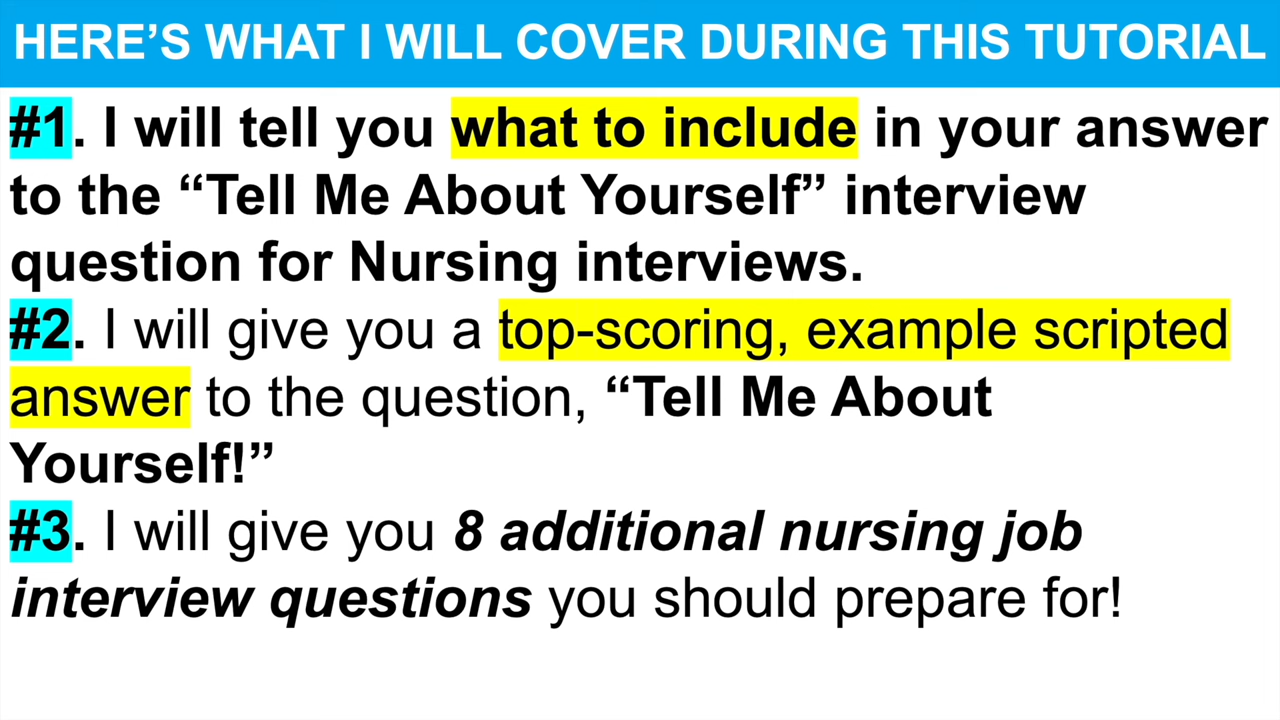 HERE’S WHAT I WILL COVER DURING THIS TUTORIAL
#1. I will tell you what to include in your answer
to the “Tell Me About Yourself” interview
question for Nursing interviews.
#2. I will give you a top-scoring, example scripted
answer to the question, “Tell Me About
Yourself!”
#3. I will give you 8 additional nursing job
interview questions you should prepare for!